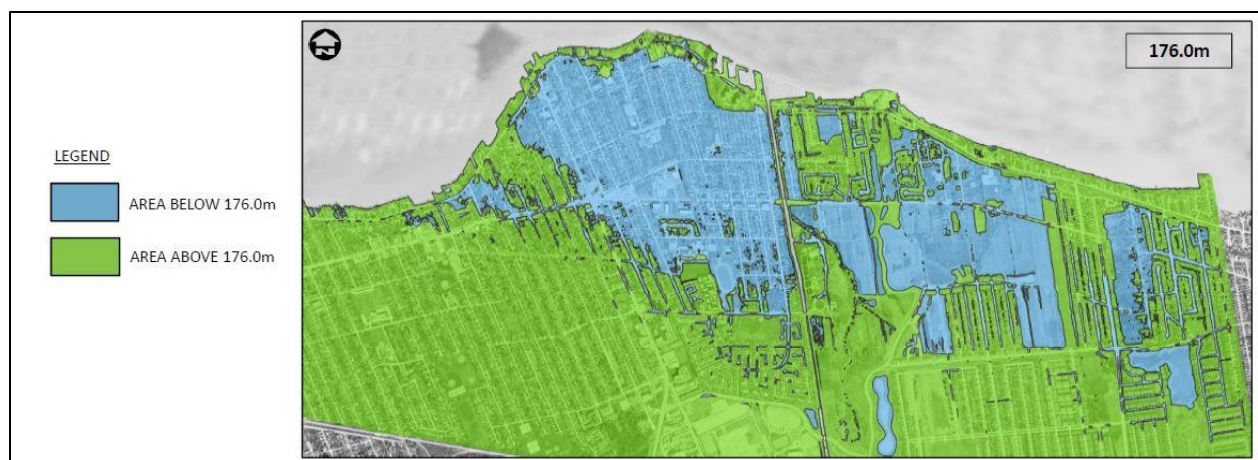 176.0m
N
LEGEND
AREA BELOW 176.0m
AREA ABOVE 176.0m